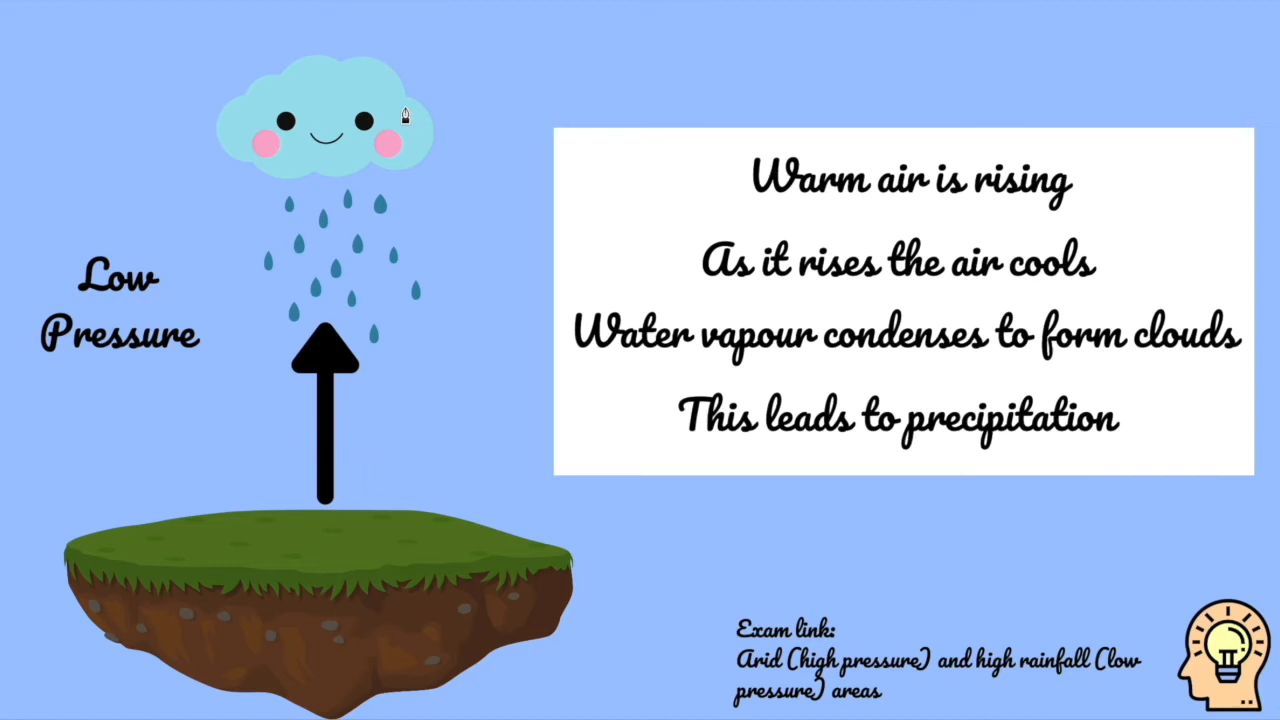 Low
Pressure
Warm air is rising
As it rises the air cools
Water vapour condenses to form clouds
This leads to precipitation
Exam link:
Arid (high pressure) and high rainfall (low
pressure) areas